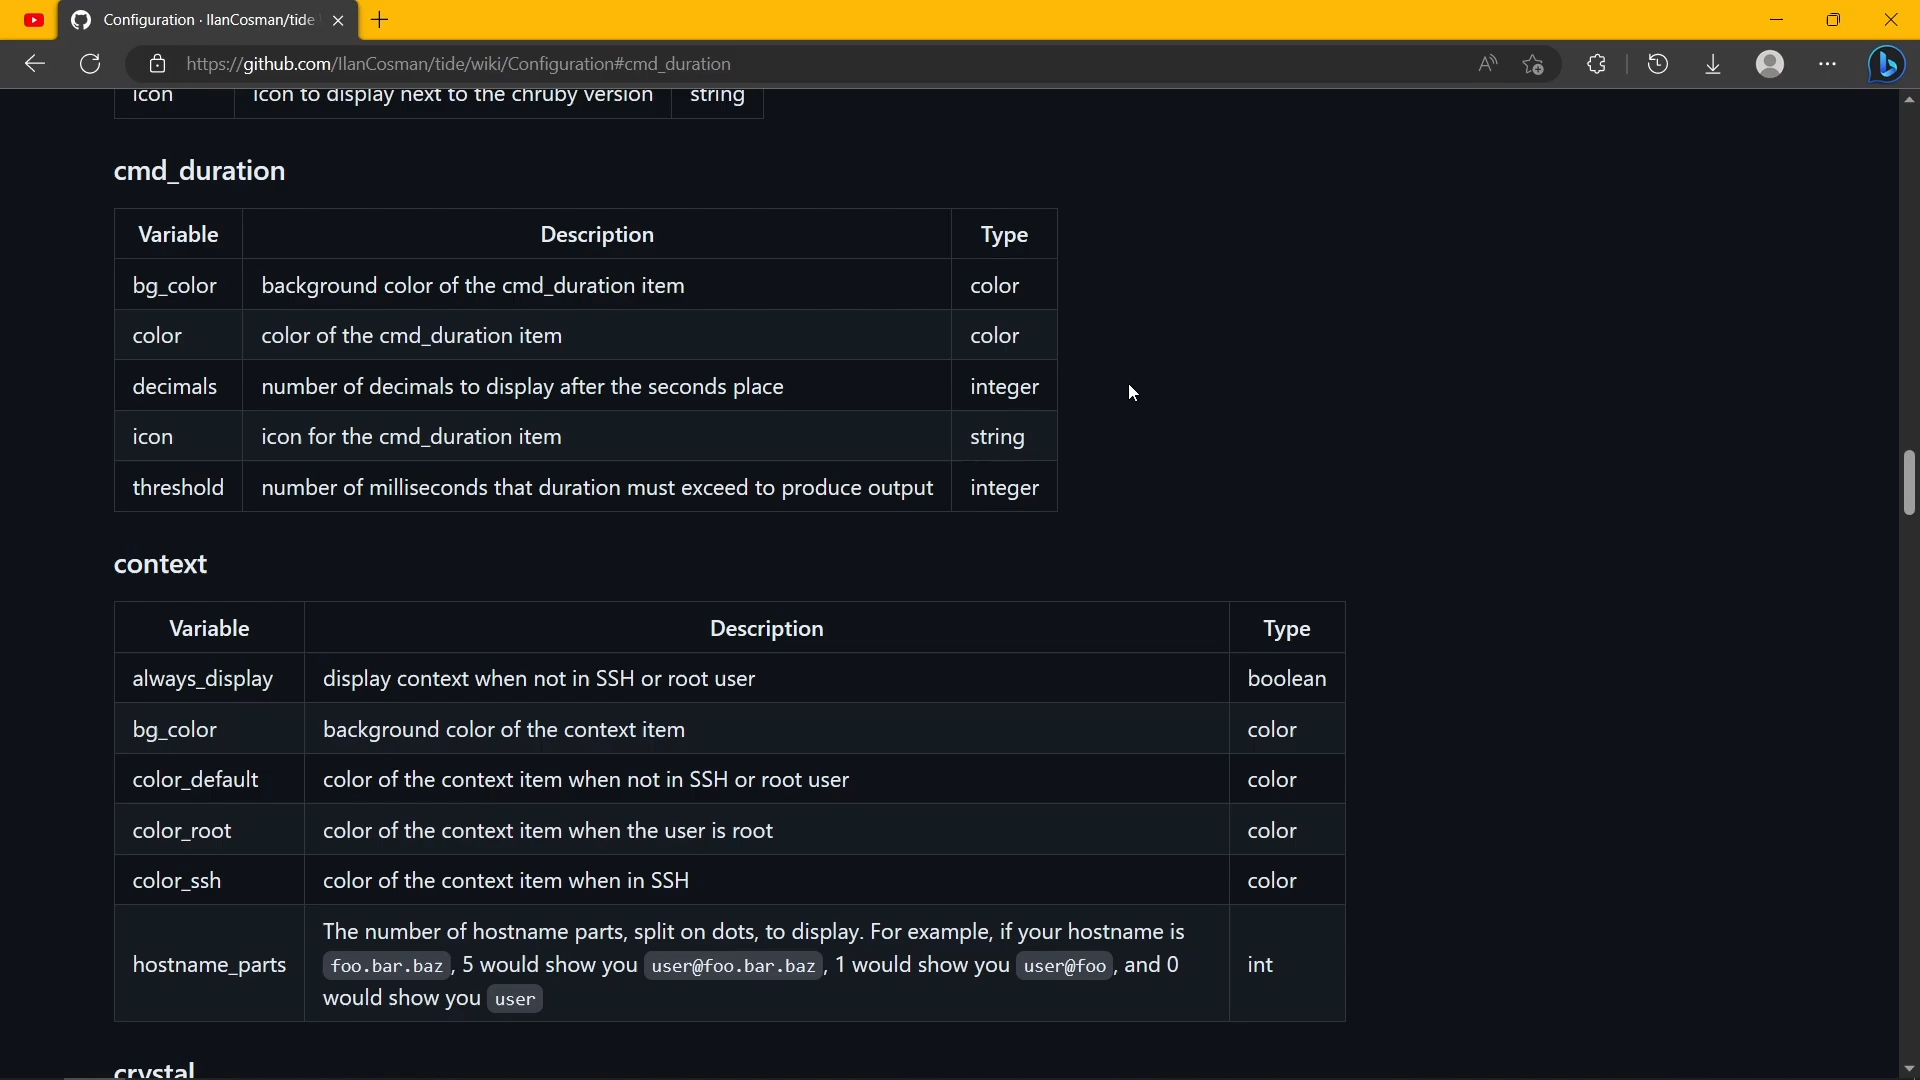 Configuration · IlanCosman/tide
https://github.com/IlanCosman/tide/wiki/Configuration#cmd_duration
icon icon to display next to the chruby version string
cmd_duration
Variable Description Type
bg_color background color of the cmd_duration item color
color color of the cmd_duration item color
decimals number of decimals to display after the seconds place integer
icon icon for the cmd_duration item string
threshold number of milliseconds that duration must exceed to produce output integer
context
Variable Description Type
always_display display context when not in SSH or root user boolean
bg_color background color of the context item color
color_default color of the context item when not in SSH or root user color
color_root color of the context item when the user is root color
color_ssh color of the context item when in SSH color
The number of hostname parts, split on dots, to display. For example, if your hostname is
hostname_parts foo.bar.baz, 5 would show you user@foo.bar.baz, 1 would show you user@foo, and 0 int
would show you user
crystal